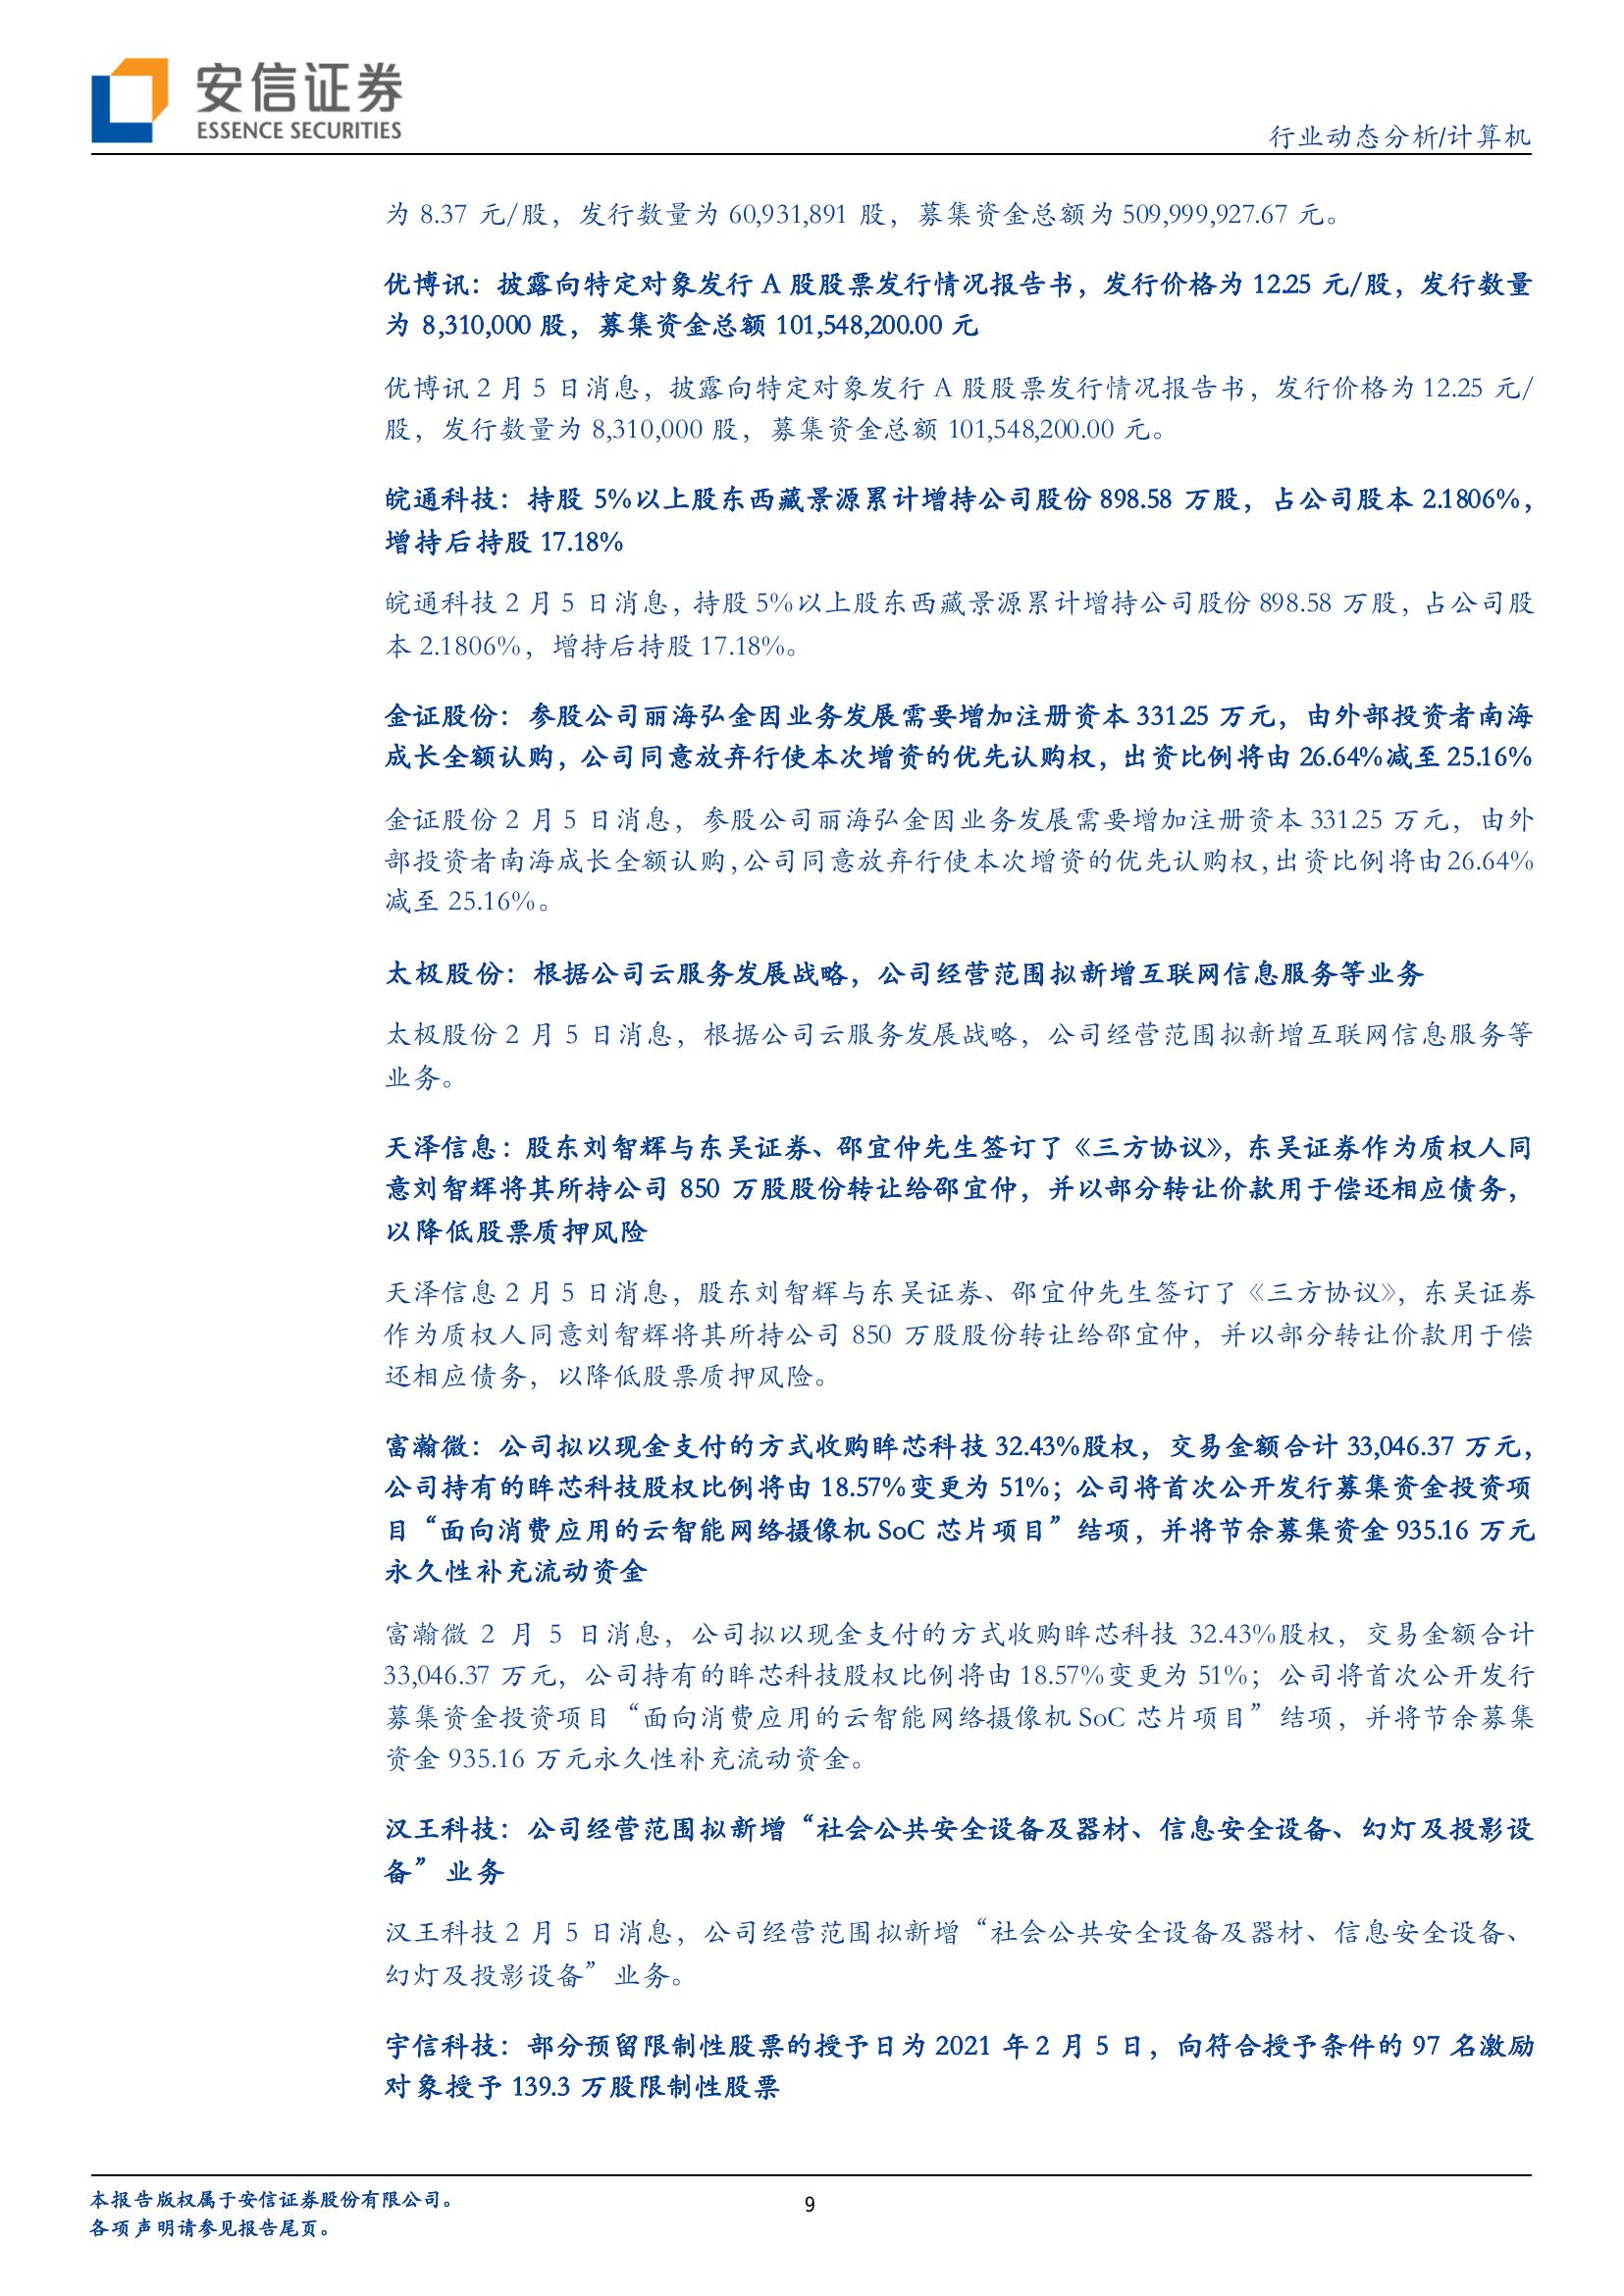 安信证券
ESSENCE SECURITIES
行业动态分析/计算机
为 8.37 元/股，发行数量为 60,931,891 股，募集资金总额为 509,999,927.67 元。
优博讯：披露向特定对象发行 A 股股票发行情况报告书，发行价格为 12.25 元/股，发行数量
为 8,310,000 股，募集资金总额 101,548,200.00 元
优博讯 2 月 5 日消息，披露向特定对象发行 A 股股票发行情况报告书，发行价格为 12.25 元/
股，发行数量为 8,310,000 股，募集资金总额 101,548,200.00 元。
皖通科技：持股 5%以上股东西藏景源累计增持公司股份 898.58 万股，占公司股本 2.1806%，
增持后持股 17.18%
皖通科技 2 月 5 日消息，持股 5%以上股东西藏景源累计增持公司股份 898.58 万股，占公司股
本 2.1806%，增持后持股 17.18%。
金证股份：参股公司丽海弘金因业务发展需要增加注册资本 331.25 万元，由外部投资者南海
成长全额认购，公司同意放弃行使本次增资的优先认购权，出资比例将由 26.64%减至 25.16%
金证股份 2 月 5 日消息，参股公司丽海弘金因业务发展需要增加注册资本 331.25 万元，由外
部投资者南海成长全额认购，公司同意放弃行使本次增资的优先认购权，出资比例将由 26.64%
减至 25.16%。
太极股份：根据公司云服务发展战略，公司经营范围拟新增互联网信息服务等业务
太极股份 2 月 5 日消息，根据公司云服务发展战略，公司经营范围拟新增互联网信息服务等
业务。
天泽信息：股东刘智辉与东吴证券、邵宜仲先生签订了《三方协议》，东吴证券作为质权人同
意刘智辉将其所持公司 850 万股股份转让给邵宜仲，并以部分转让价款用于偿还相应债务，
以降低股票质押风险
天泽信息 2 月 5 日消息，股东刘智辉与东吴证券、邵宜仲先生签订了《三方协议》，东吴证券
作为质权人同意刘智辉将其所持公司 850 万股股份转让给邵宜仲，并以部分转让价款用于偿
还相应债务，以降低股票质押风险。
富瀚微：公司拟以现金支付的方式收购眸芯科技 32.43%股权，交易金额合计 33,046.37 万元，
公司持有的眸芯科技股权比例将由 18.57%变更为 51%；公司将首次公开发行募集资金投资项
目“面向消费应用的云智能网络摄像机 SoC 芯片项目”结项，并将节余募集资金 935.16 万元
永久性补充流动资金
富瀚微 2 月 5 日消息，公司拟以现金支付的方式收购眸芯科技 32.43%股权，交易金额合计
33,046.37 万元，公司持有的眸芯科技股权比例将由 18.57%变更为 51%；公司将首次公开发行
募集资金投资项目“面向消费应用的云智能网络摄像机 SoC 芯片项目”结项，并将节余募集
资金 935.16 万元永久性补充流动资金。
汉王科技：公司经营范围拟新增“社会公共安全设备及器材、信息安全设备、幻灯及投影设
备”业务
汉王科技 2 月 5 日消息，公司经营范围拟新增“社会公共安全设备及器材、信息安全设备、
幻灯及投影设备”业务。
宇信科技：部分预留限制性股票的授予日为 2021 年 2 月 5 日，向符合授予条件的 97 名激励
对象授予 139.3 万股限制性股票
本报告版权属于安信证券股份有限公司。
9
各项声明请参见报告尾页。